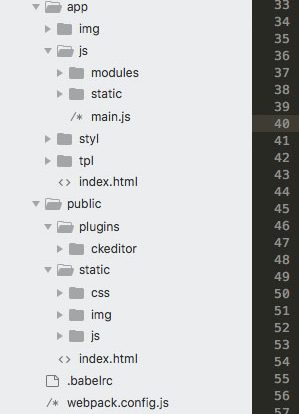 app
img
js
modules
static
/* main.js
styl
tpl
<> index.html
public
plugins
ckeditor
static
css
img
js
<> index.html
.babelrc
/* webpack.config.js
33
34
35
36
37
38
39
40
41
42
43
44
45
46
47
48
49
50
51
52
53
54
55
56
57